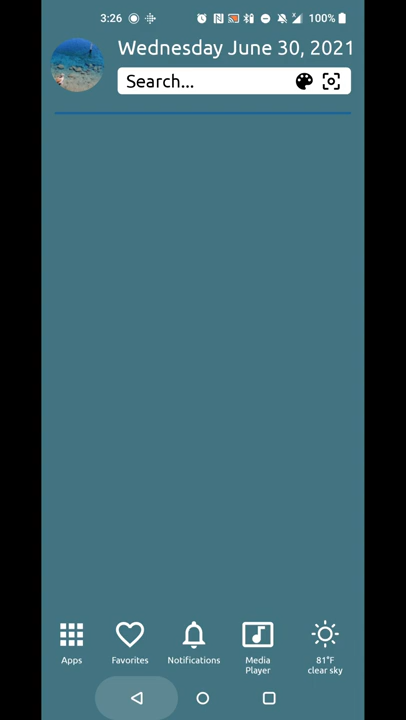 3:26
100%
Wednesday June 30, 2021
Search...
Apps
Favorites
Notifications
Media
Player
81°F
clear sky